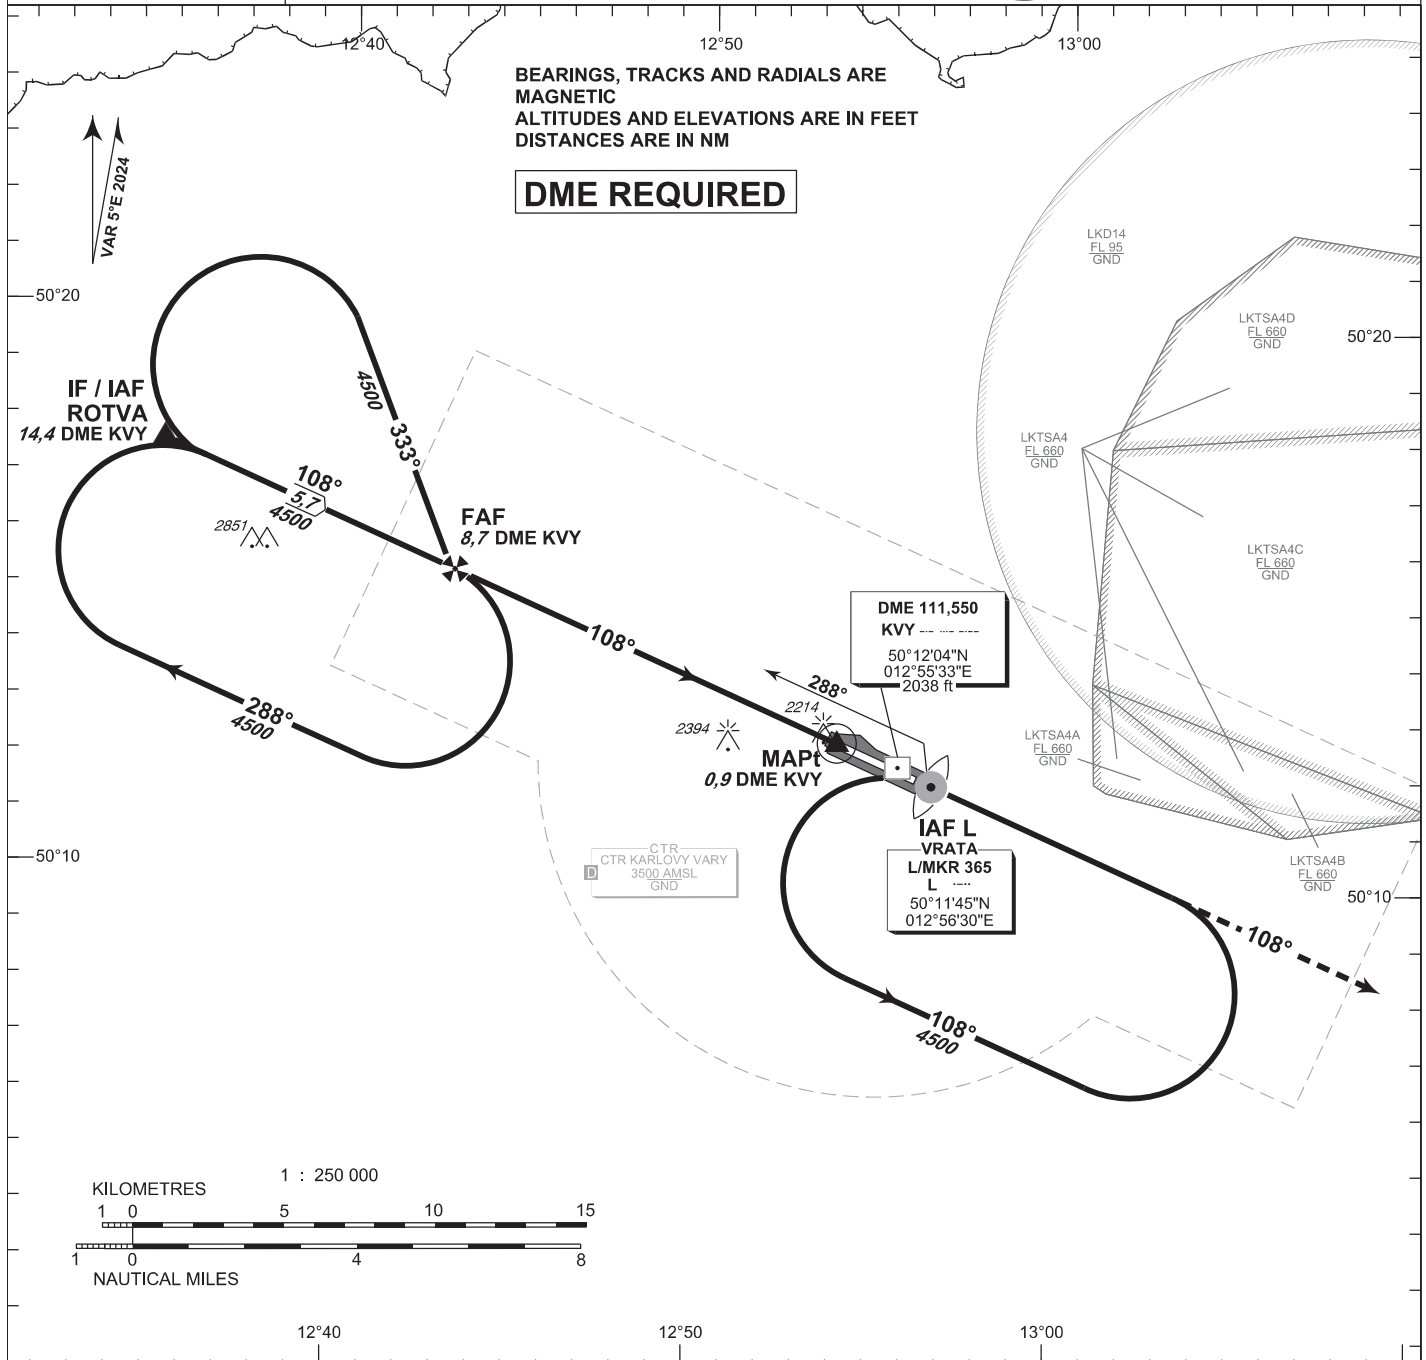 12°40
12°50
13°00
BEARINGS, TRACKS AND RADIALS ARE
MAGNETIC
ALTITUDES AND ELEVATIONS ARE IN FEET
DISTANCES ARE IN NM
DME REQUIRED
VAR 5°E 2024
LKD14
FL 95
GND
50°20
LKTSA4D
FL 660
GND
50°20
IF / IAF
ROTVA
14,4 DME KVY
4500
333°
LKTSA4
FL 660
GND
108°
5,7
4500
2851
FAF
8,7 DME KVY
LKTSA4C
FL 660
GND
DME 111,550
KVY
50°12'04"N
012°55'33"E
2038 ft
108°
288°
2214
2394
288°
4500
MAPt
0,9 DME KVY
LKTSA4A
FL 660
GND
IAF L
VRATA
L/MKR 365
L
50°11'45"N
012°56'30"E
50°10
CTR
CTR KARLOVY VARY
3500 AMSL
GND
D
LKTSA4B
FL 660
GND
50°10
108°
108°
4500
1 : 250 000
KILOMETRES
1 0 5 10 15
1 0 4 8
NAUTICAL MILES
12°40
12°50
13°00